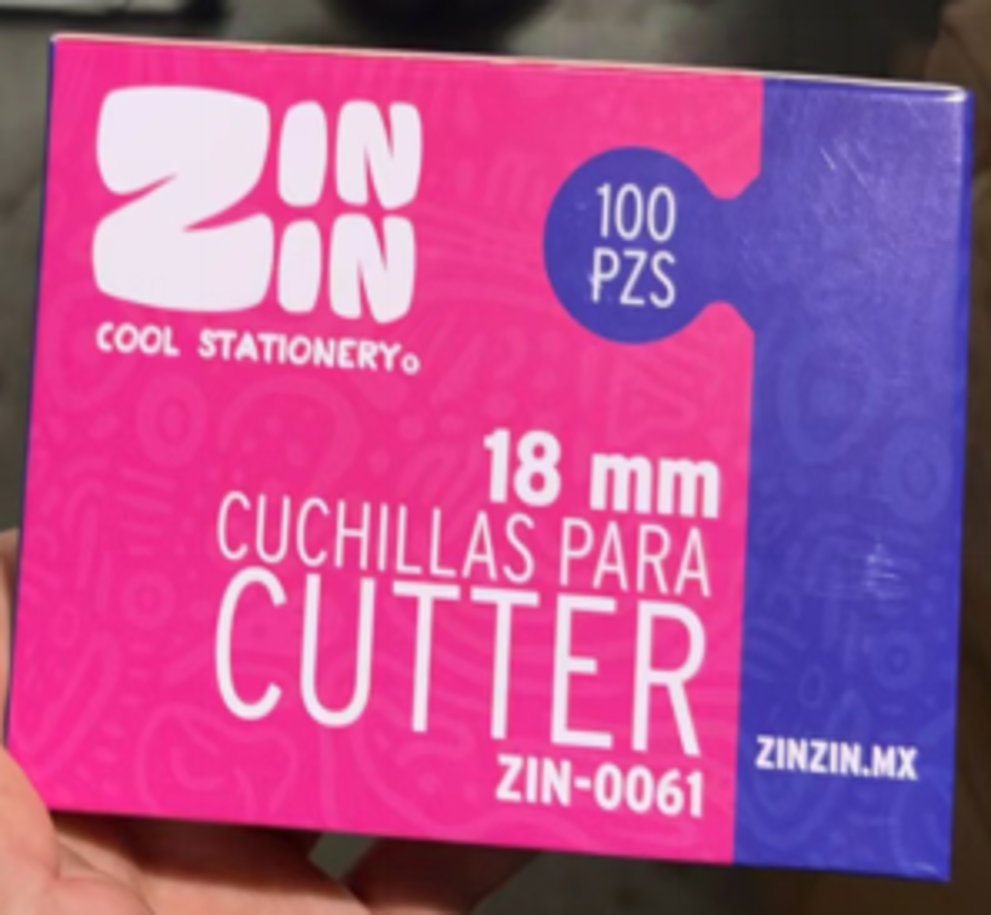 ZIN
ZIN
COOL STATIONERY
100
PZS
18 mm
CUCHILLAS PARA
CUTTER
ZIN-0061
ZINZIN.MX